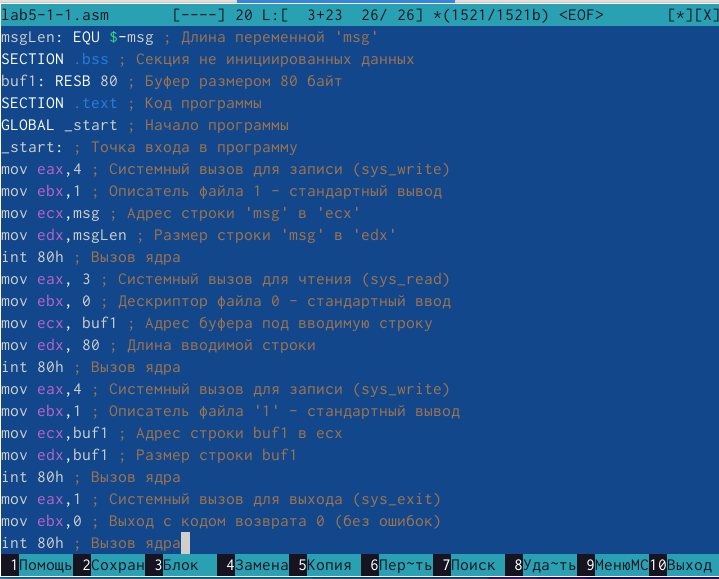 lab5-1-1.asm [----] 20 L:[ 3+23 26/ 26] *(1521/1521b) <EOF> [*][X]
msgLen: EQU $-msg ; Длина переменной 'msg'
SECTION .bss ; Секция не инициированных данных
buf1: RESB 80 ; Буфер размером 80 байт
SECTION .text ; Код программы
GLOBAL _start ; Начало программы
_start: ; Точка входа в программу
mov eax,4 ; Системный вызов для записи (sys_write)
mov ebx,1 ; Описатель файла 1 - стандартный вывод
mov ecx,msg ; Адрес строки 'msg' в 'ecx'
mov edx,msgLen ; Размер строки 'msg' в 'edx'
int 80h ; Вызов ядра
mov eax, 3 ; Системный вызов для чтения (sys_read)
mov ebx, 0 ; Дескриптор файла 0 - стандартный ввод
mov ecx, buf1 ; Адрес буфера под вводимую строку
mov edx, 80 ; Длина вводимой строки
int 80h ; Вызов ядра
mov eax,4 ; Системный вызов для записи (sys_write)
mov ebx,1 ; Описатель файла '1' - стандартный вывод
mov ecx,buf1 ; Адрес строки buf1 в ecx
mov edx,buf1 ; Размер строки buf1
int 80h ; Вызов ядра
mov eax,1 ; Системный вызов для выхода (sys_exit)
mov ebx,0 ; Выход с кодом возврата 0 (без ошибок)
int 80h ; Вызов ядра
1Помощь 2Сохран 3Блок 4Замена 5Копия 6Пер~ть 7Поиск 8Уда~ть 9МенюMC 10Выход